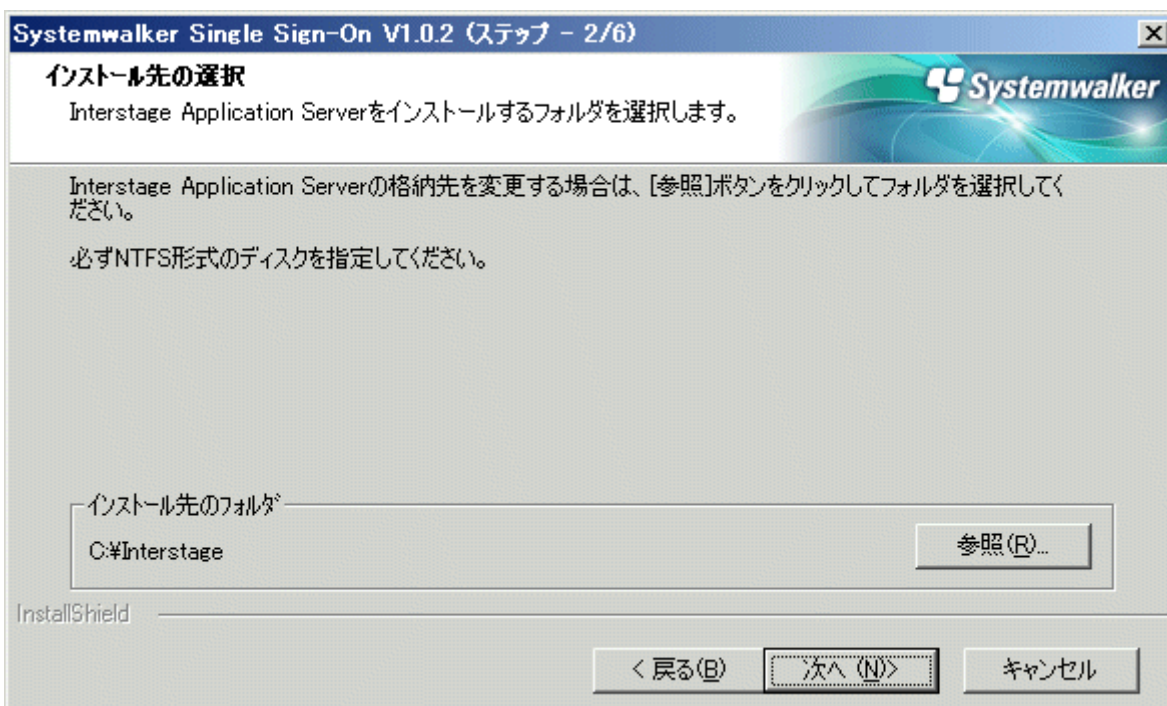 Systemwalker Single Sign-On V1.0.2 (ステップ - 2/6)
インストール先の選択
Interstage Application Serverをインストールするフォルダを選択します。
Systemwalker
Interstage Application Serverの格納先を変更する場合は、[参照]ボタンをクリックしてフォルダを選択してく
ださい。
必ずNTFS形式のディスクを指定してください。
インストール先のフォルダ
C:¥Interstage
参照(R)...
InstallShield
< 戻る(B)
次へ (N)>
キャンセル